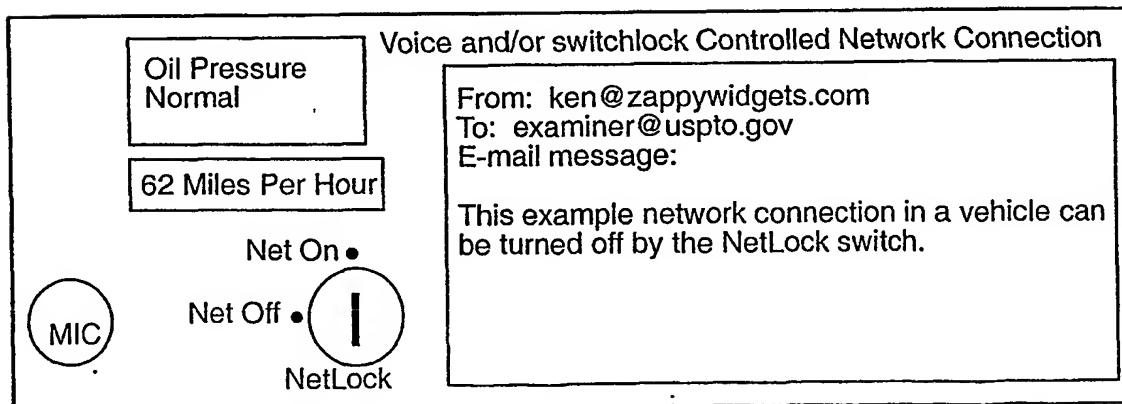 Voice and/or switchlock Controlled Network Connection
Oil Pressure
Normal
62 Miles Per Hour
Net On
Net Off
MIC
NetLock
From: ken@zappywidgets.com
To: examiner@uspto.gov
E-mail message:
This example network connection in a vehicle can
be turned off by the NetLock switch.